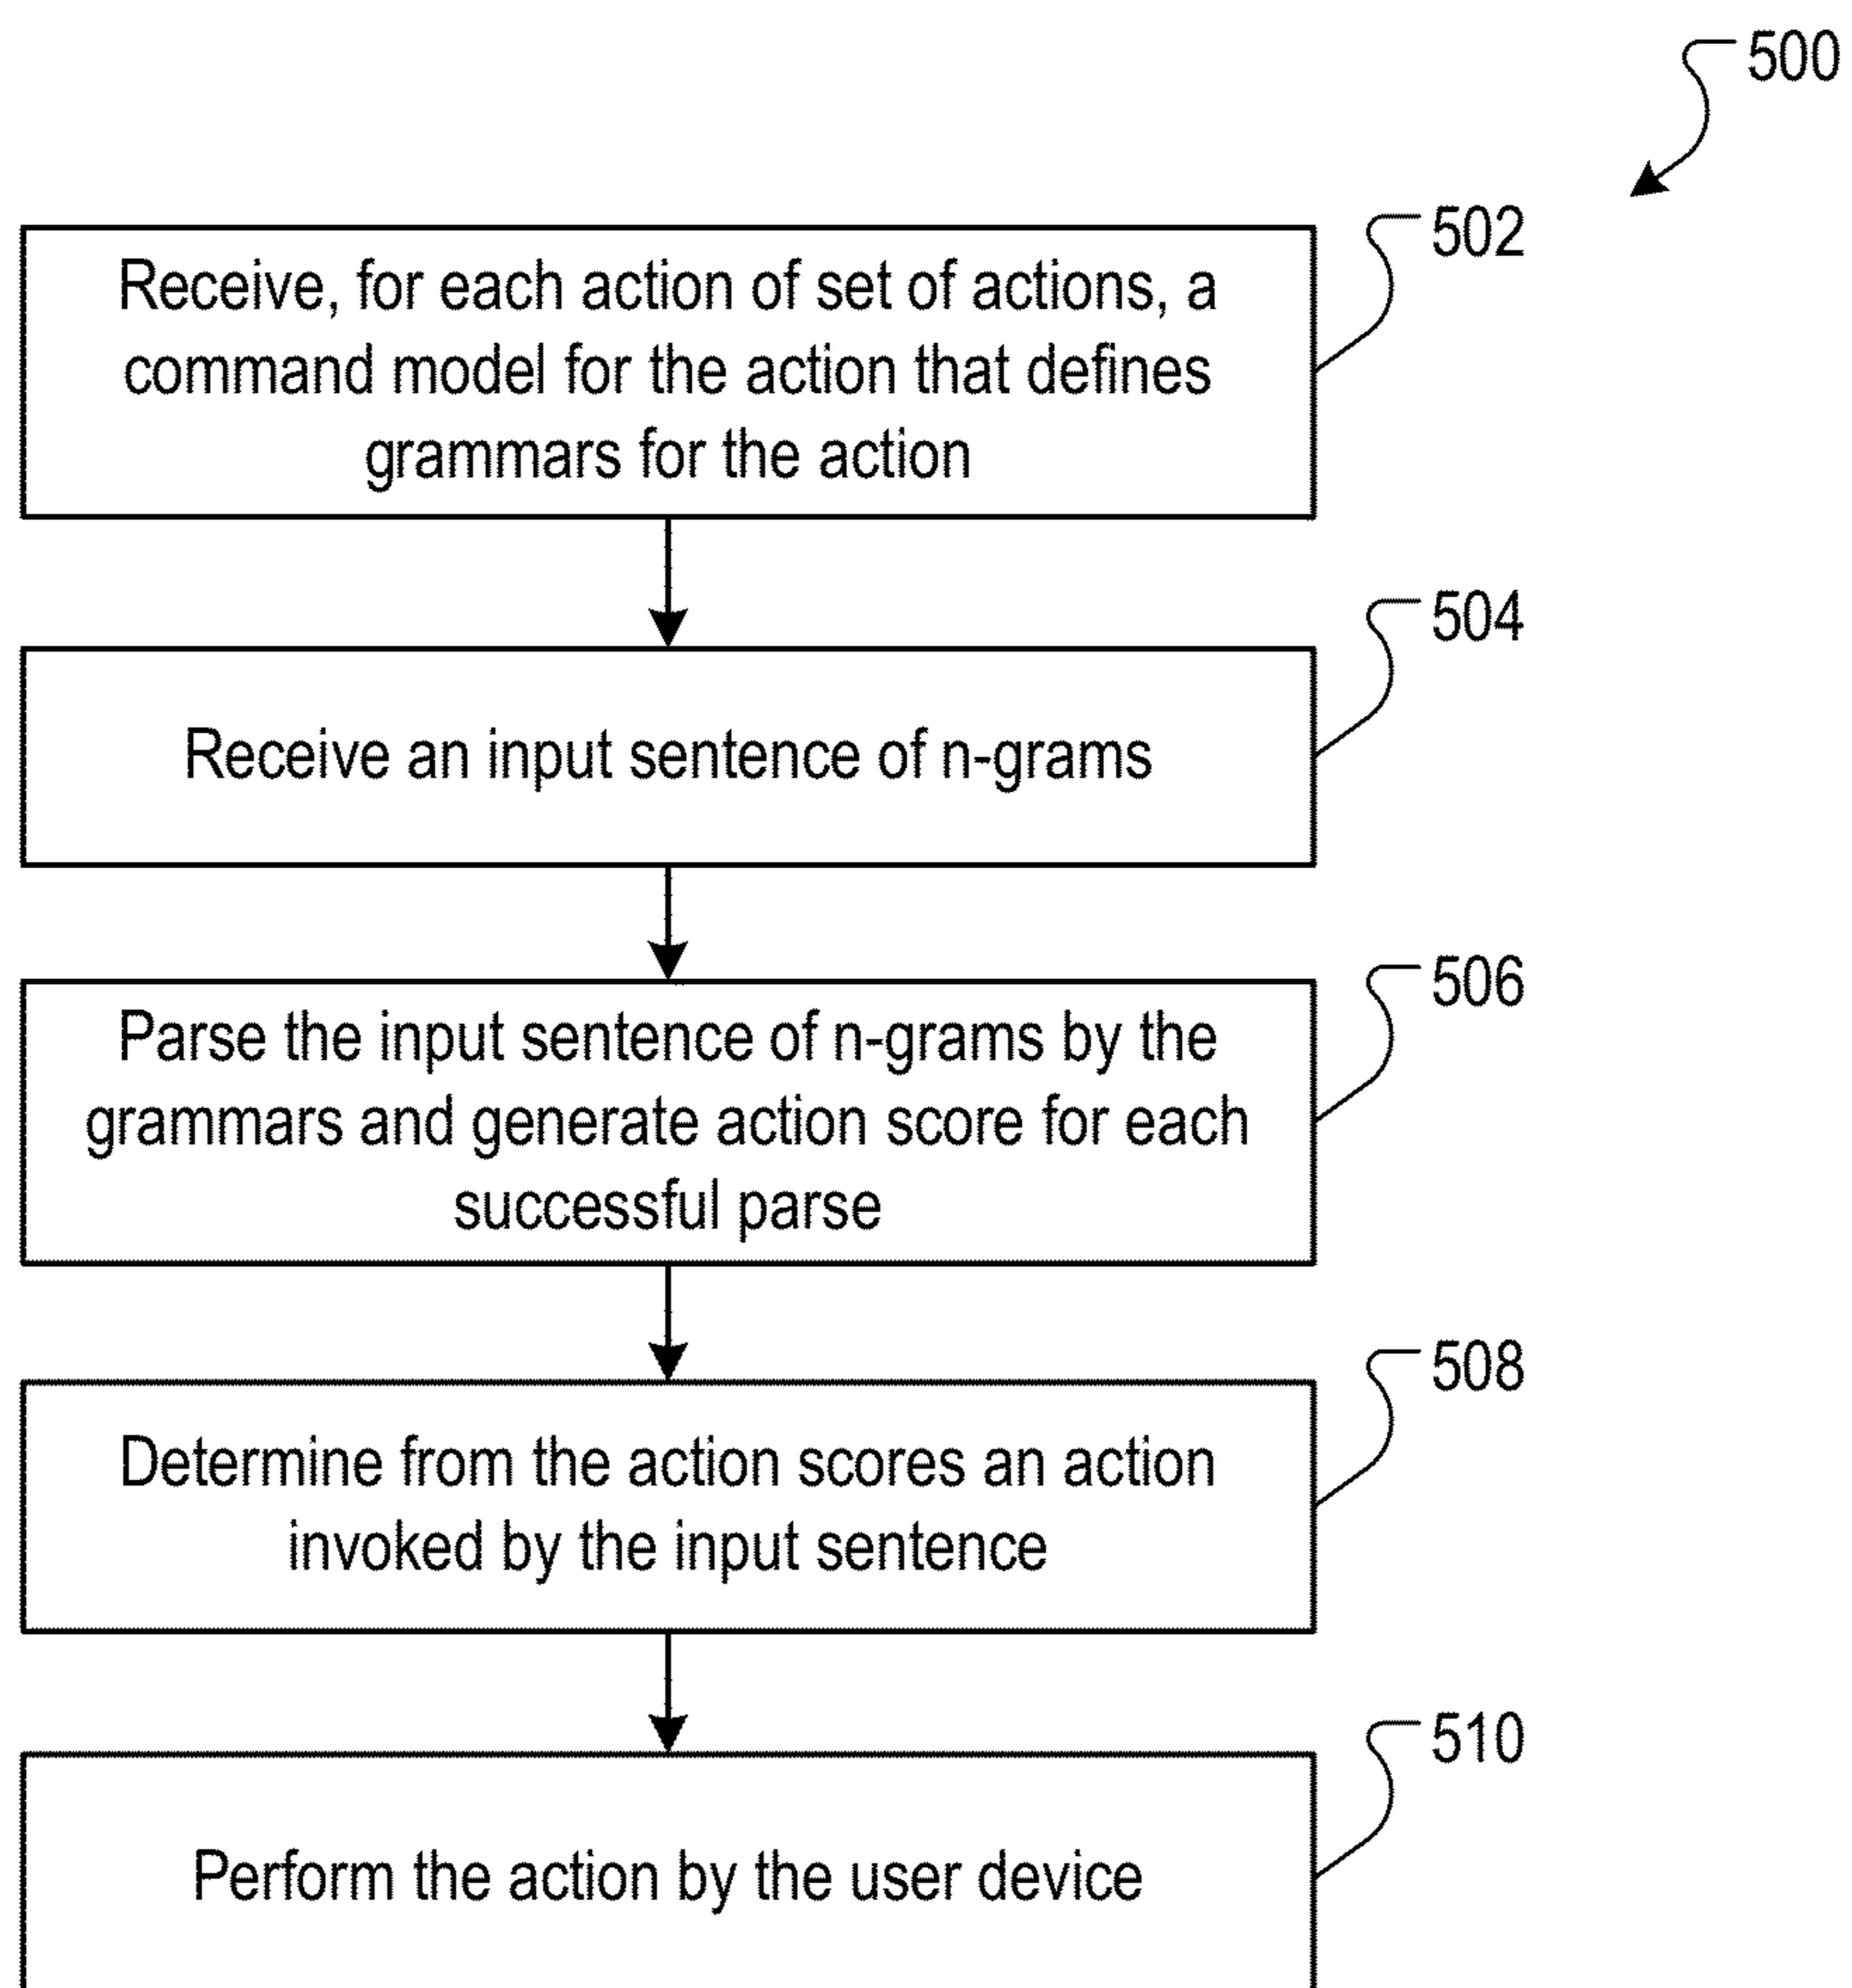 500
502
Receive, for each action of set of actions, a
command model for the action that defines
grammars for the action
504
Receive an input sentence of n-grams
506
Parse the input sentence of n-grams by the
grammars and generate action score for each
successful parse
508
Determine from the action scores an action
invoked by the input sentence
510
Perform the action by the user device